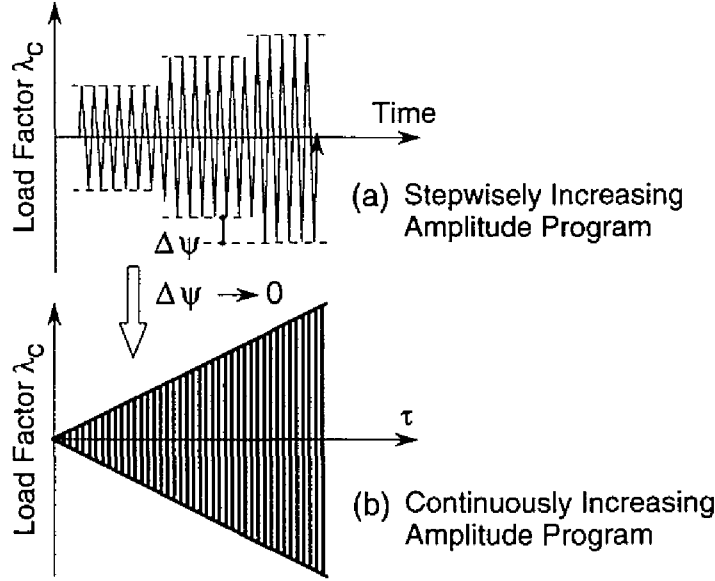 Load Factor λc
Time
(a) Stepwisely Increasing
Amplitude Program
Δψ
Δψ → 0
Load Factor λc
τ
(b) Continuously Increasing
Amplitude Program